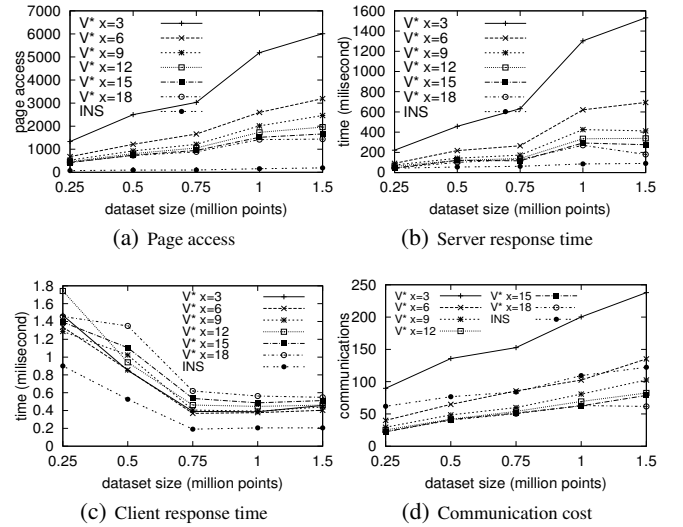 7000
6000
5000
4000
3000
2000
1000
0
page access
V* x=3
V* x=6
V* x=9
V* x=12
V* x=15
V* x=18
INS
0.25 0.5 0.75 1 1.5
dataset size (million points)
(a) Page access
1600
1400
1200
1000
800
600
400
200
0
time (milisecond)
V* x=3
V* x=6
V* x=9
V* x=12
V* x=15
V* x=18
INS
0.25 0.5 0.75 1 1.5
dataset size (million points)
(b) Server response time
1.8
1.6
1.4
1.2
1
0.8
0.6
0.4
0.2
0
time (milisecond)
V* x=3
V* x=6
V* x=9
V* x=12
V* x=15
V* x=18
INS
0.25 0.5 0.75 1 1.5
dataset size (million points)
(c) Client response time
250
200
150
100
50
0
communications
V* x=3
V* x=6
V* x=9
V* x=12
V* x=15
V* x=18
INS
0.25 0.5 0.75 1 1.5
dataset size (million points)
(d) Communication cost